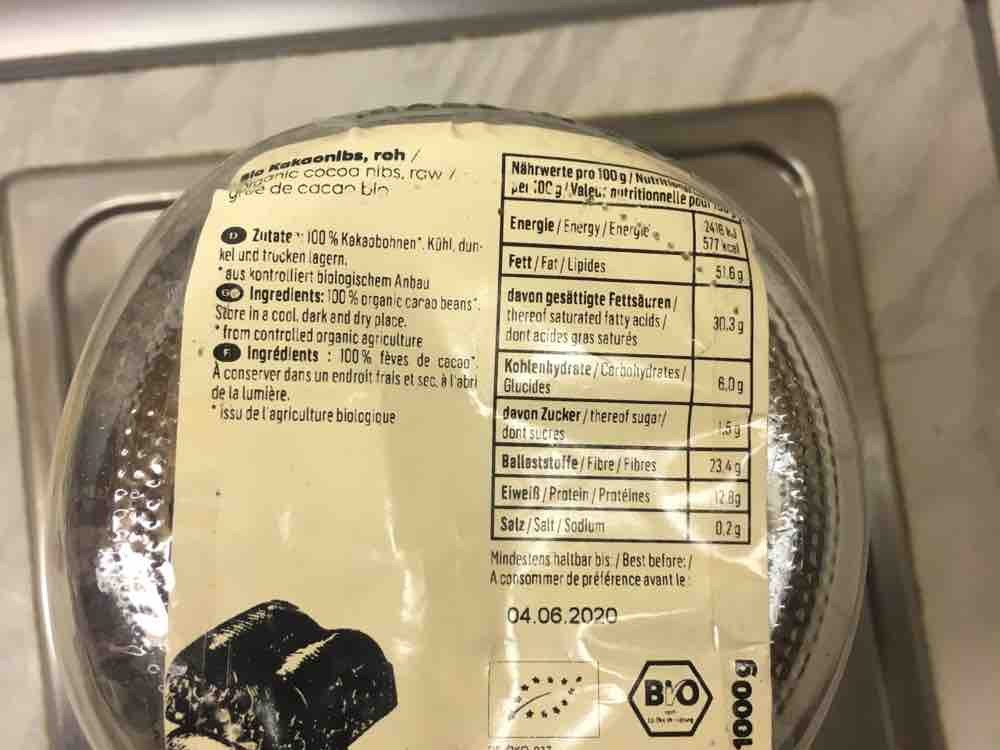 Bio Kakaonibs, roh /
organic cocoa nibs, raw /
de cacao bio
D Zutate*: 100 % Kakaobohnen*. Kühl, dun-
kel und trocken lagern.
*aus kontrolliert biologischem Anbau
GB Ingredients: 100 % organic cacao beans*.
Store in a cool, dark and dry place.
*from controlled organic agriculture
F Ingrédients : 100 % fèves de cacao*.
À conserver dans un endroit frais et sec, à l'abri
de la lumière.
*issu de l'agriculture biologique
Nährwerte pro 100 g / 
per 100 g / Valeur nutritionnelle pour
Energie / Energy / Énergie 2418 kJ
577 kcal
Fett / Fat / Lipides 51.6 g
davon gesättigte Fettsäuren /
thereof saturated fatty acids / 30.3 g
dont acides gras saturés
Kohlenhydrate / Carbohydrates / 6,0 g
Glucides
davon Zucker / thereof sugar / 1,5 g
dont sucres
Ballaststoffe / Fibre / Fibres 23,4 g
Eiweiß / Protein / Protéines 12.8g
Salz / Salt / Sodium 0.2 g
Mindestens haltbar bis: / Best before: /
A consommer de préférence avant le :
04.06.2020
BIO
1000g